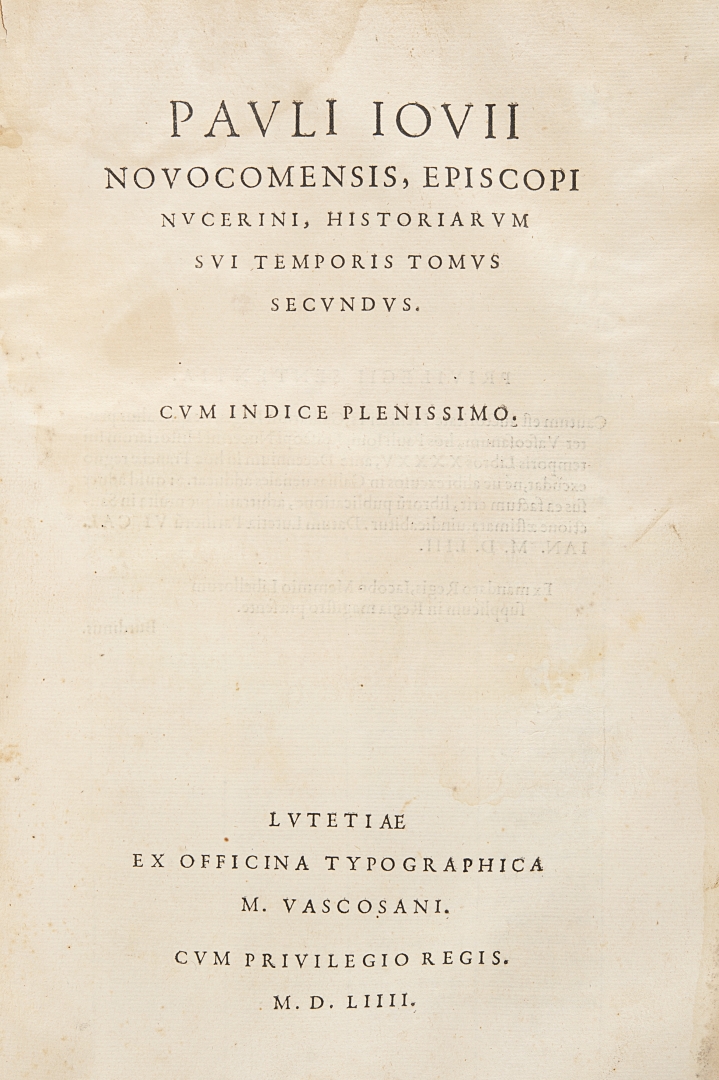 PAVLI IOVII
NOVOCOMENSIS, EPISCOPI
NVCERINI, HISTORIARVM
SVI TEMPORIS TOMVS
SECVNDVS.
CVM INDICE PLENISSIMO.
LVTETIAE
EX OFFICINA TYPOGRAPHICA
M. VASCOSANI.
CVM PRIVILEGIO REGIS.
M. D. LIIII.